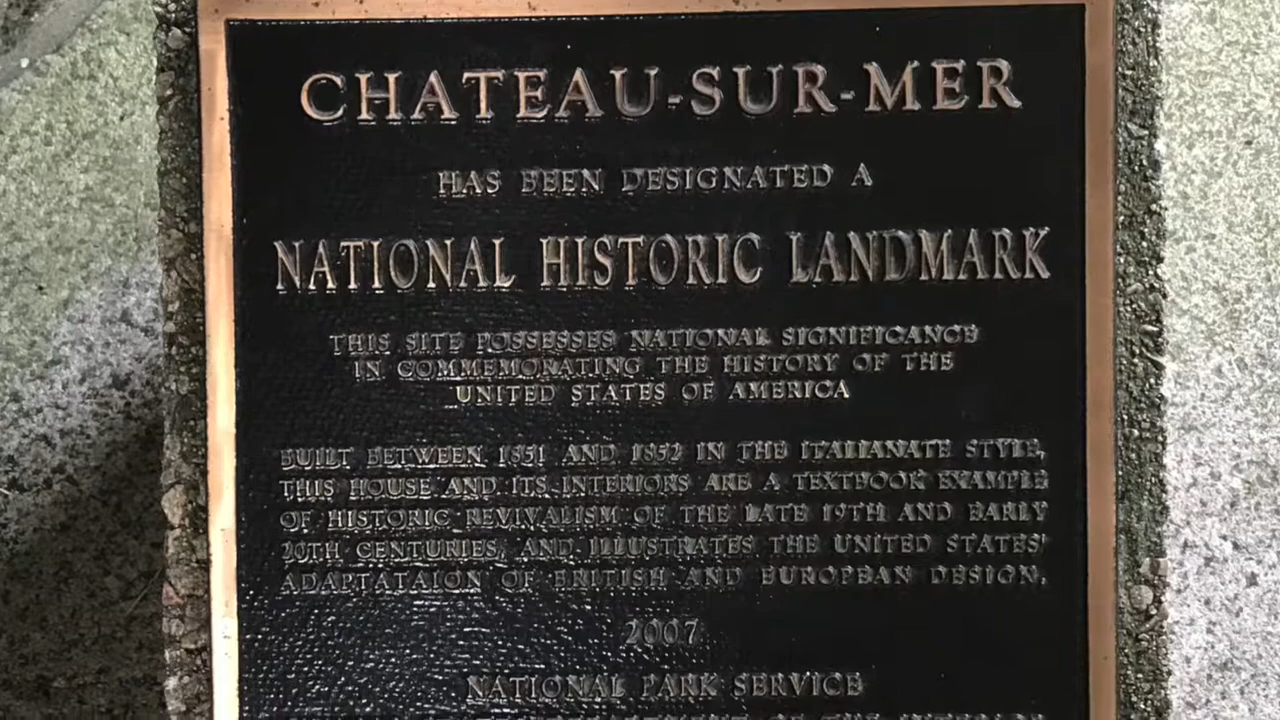 CHATEAU-SUR-MER
HAS BEEN DESIGNATED A
NATIONAL HISTORIC LANDMARK
THIS SITE POSSESSES NATIONAL SIGNIFICANCE
IN COMMEMORATING THE HISTORY OF THE
UNITED STATES OF AMERICA
BUILT BETWEEN 1851 AND 1852 IN THE ITALIANATE STYLE,
THIS HOUSE AND ITS INTERIORS ARE A TEXTBOOK EXAMPLE
OF HISTORIC REVIVALISM OF THE LATE 19TH AND EARLY
20TH CENTURIES, AND ILLUSTRATES THE UNITED STATES'
ADAPTATAION OF BRITISH AND EUROPEAN DESIGN.
2007
NATIONAL PARK SERVICE
OF THE